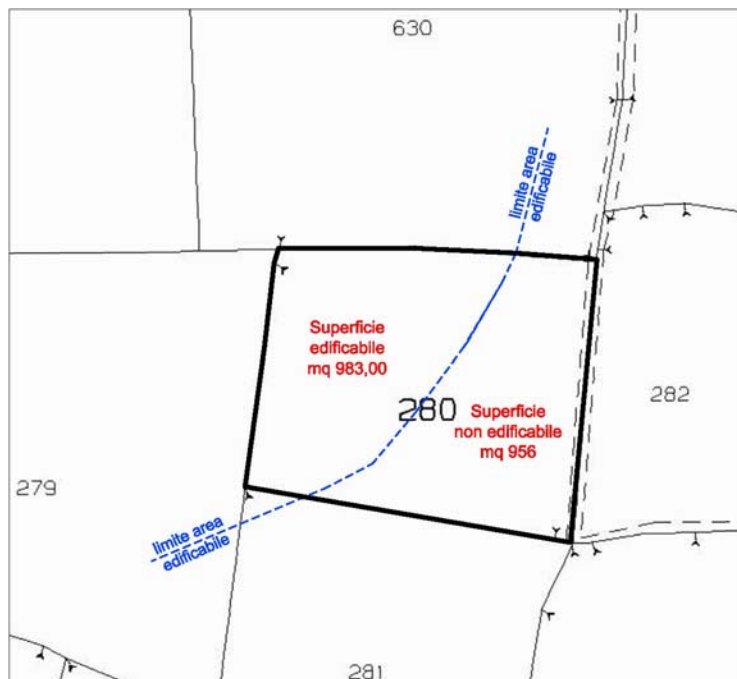 630
limite area
edificabile
Superficie
edificabile
mq 983,00
280
Superficie
non edificabile
mq 956
282
279
limite area
edificabile
281